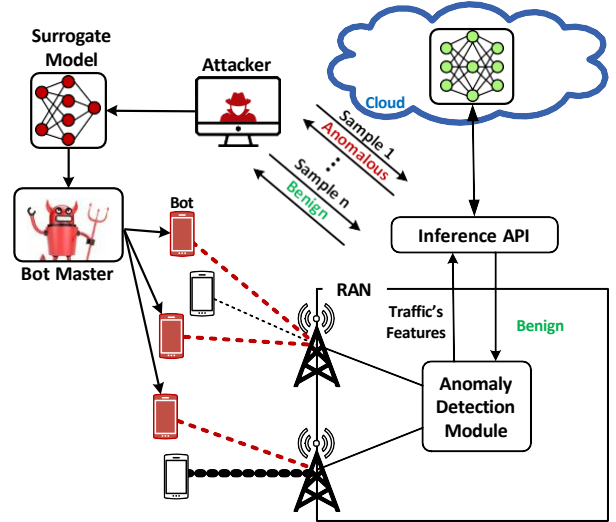 Surrogate
Model
Attacker
Cloud
Sample 1
Anomalous
Sample n
Benign
Bot
Bot Master
Inference API
RAN
Traffic's
Features
Benign
Anomaly
Detection
Module